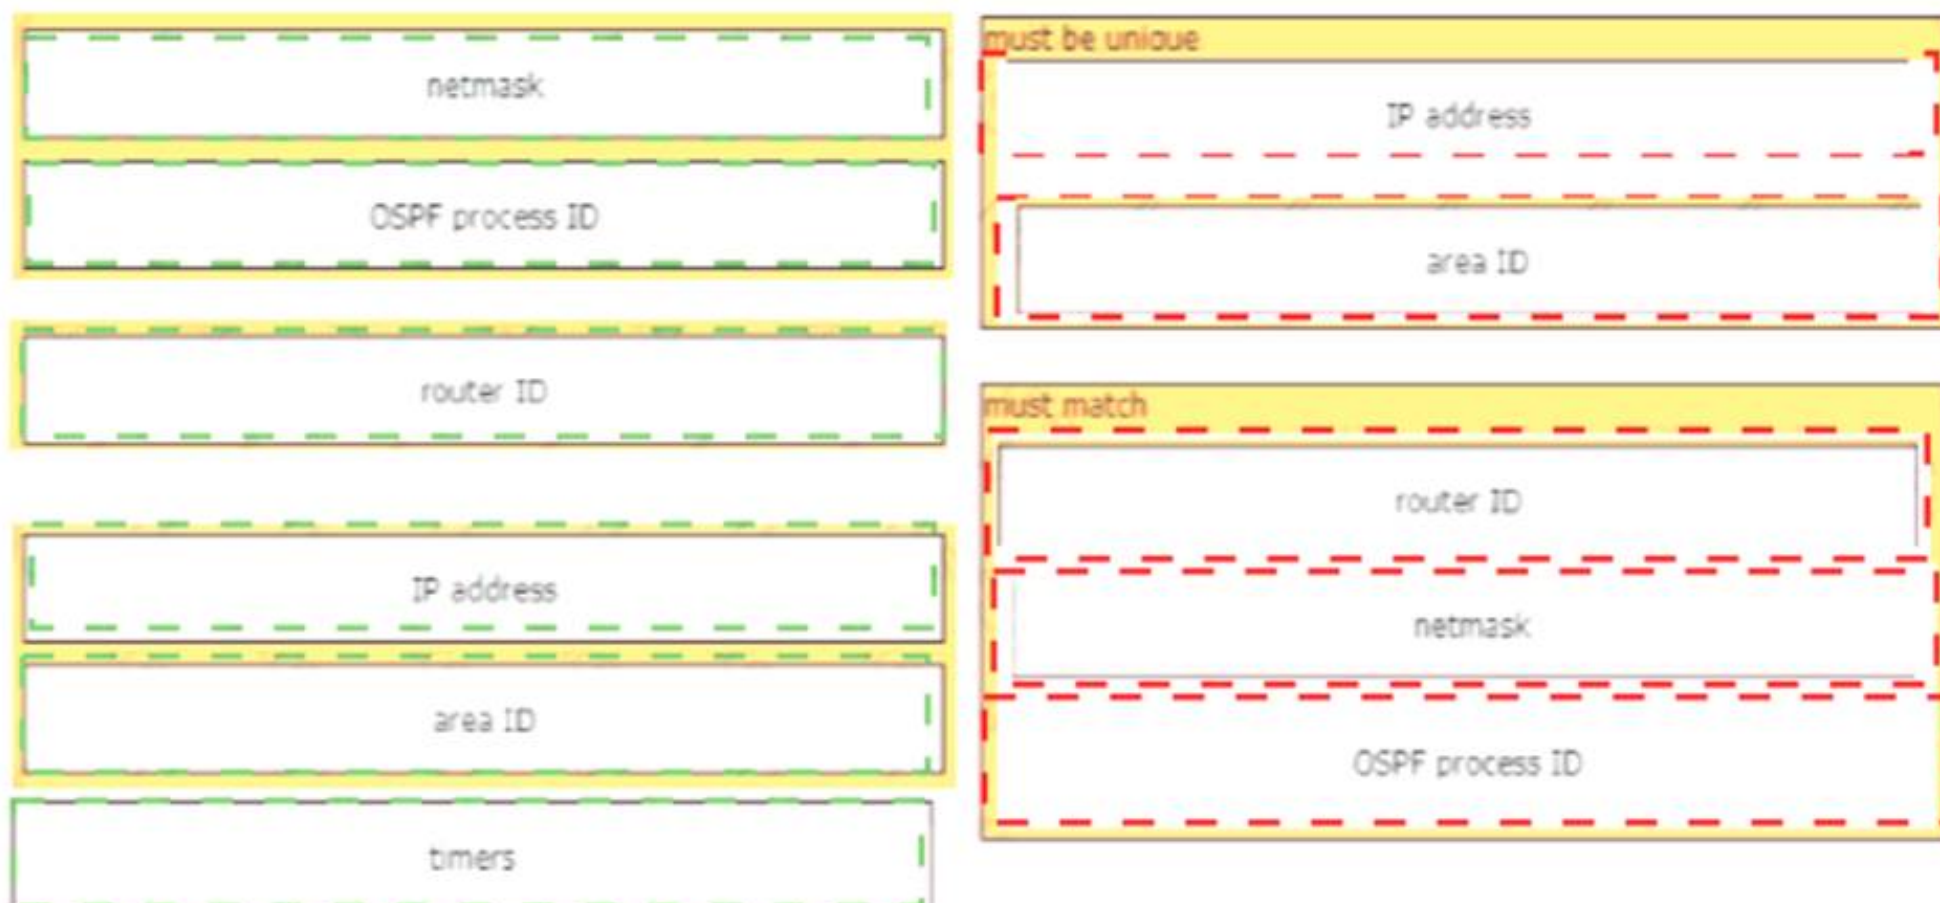 netmask
OSPF process ID
router ID
IP address
area ID
timers
must be unique
IP address
area ID
must match
router ID
netmask
OSPF process ID